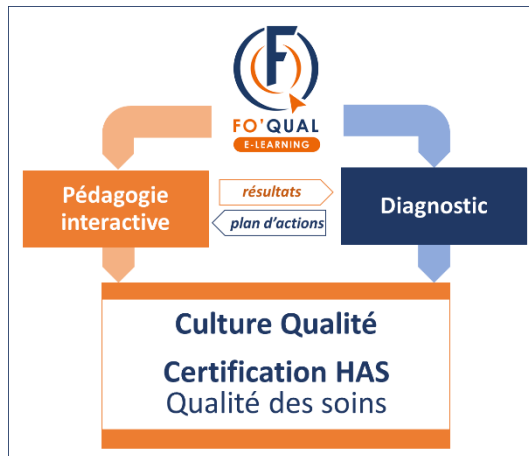 F
FO'QUAL
E-LEARNING
Pédagogie
interactive
résultats
plan d'actions
Diagnostic
Culture Qualité
Certification HAS
Qualité des soins